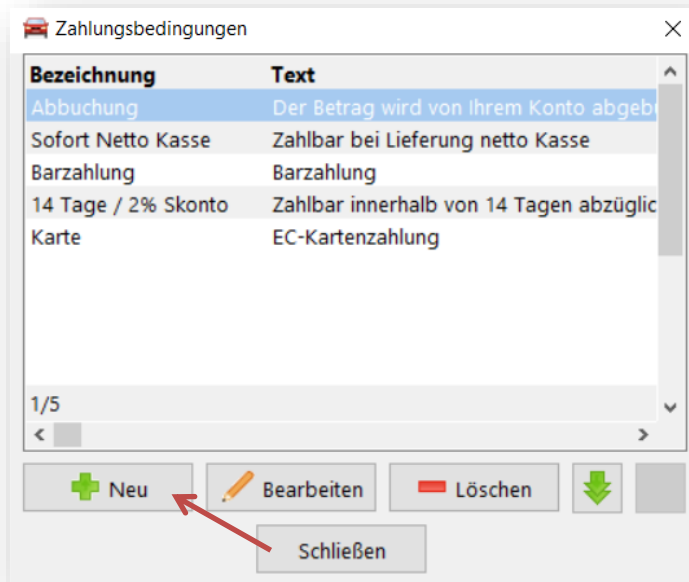 Zahlungsbedingungen
Bezeichnung Text
Abbuchung Der Betrag wird von Ihrem Konto abgebu
Sofort Netto Kasse Zahlbar bei Lieferung netto Kasse
Barzahlung Barzahlung
14 Tage / 2% Skonto Zahlbar innerhalb von 14 Tagen abzüglic
Karte EC-Kartenzahlung
1/5
Neu Bearbeiten Löschen
Schließen